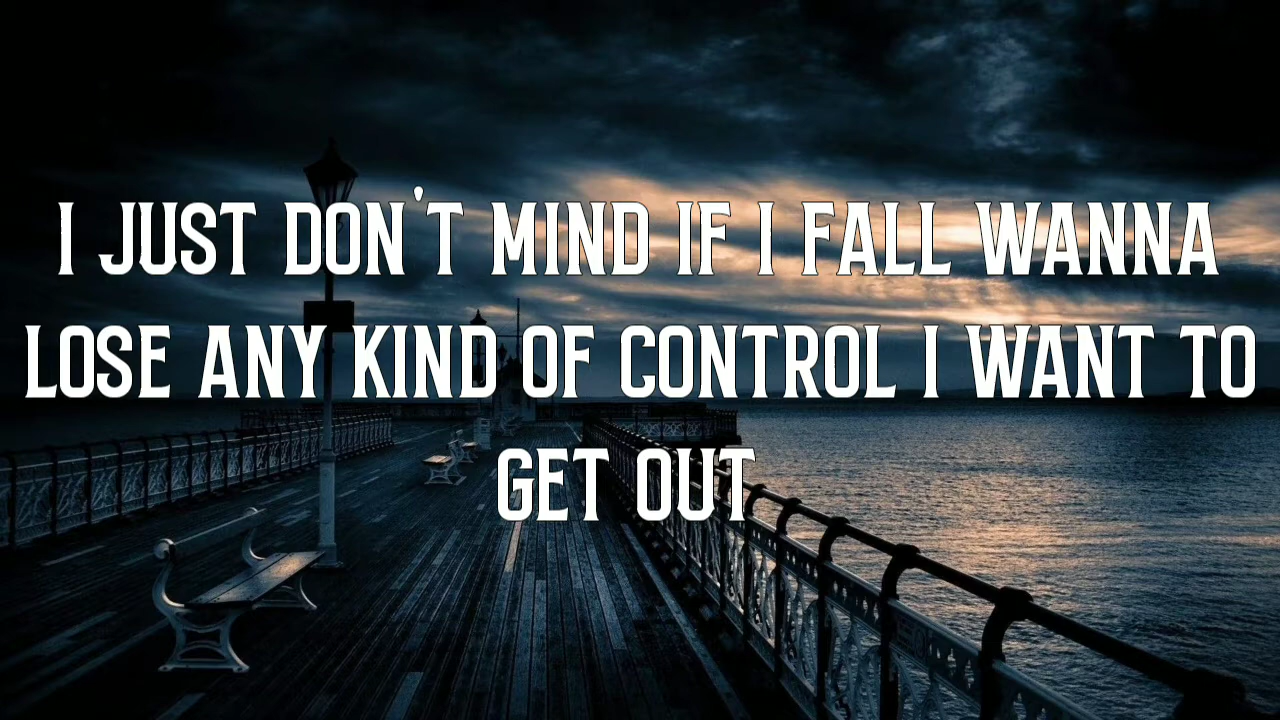 I JUST DON'T MIND IF I FALL WANNA
LOSE ANY KIND OF CONTROL I WANT TO
GET OUT